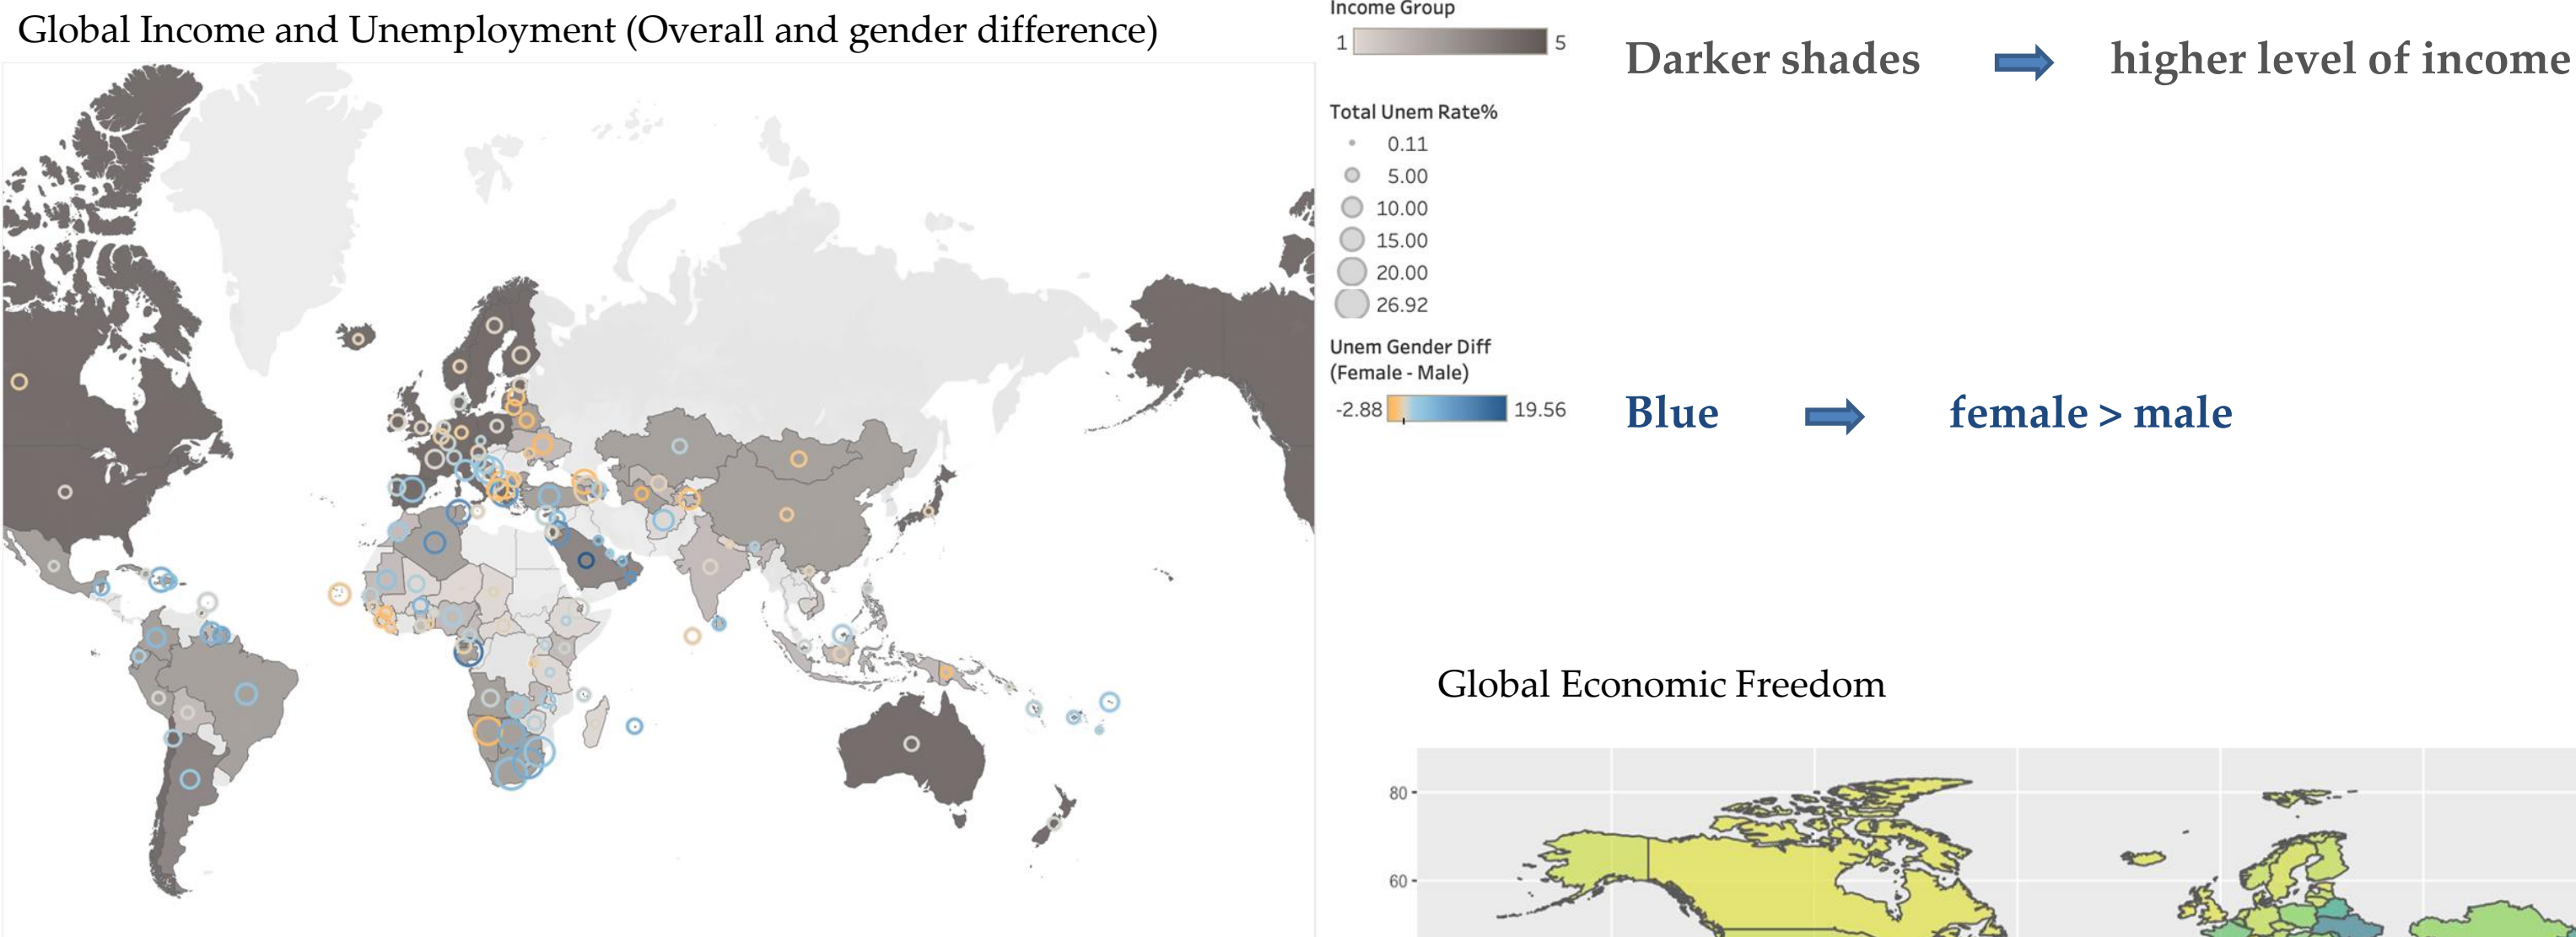 Global Income and Unemployment (Overall and gender difference)
Income Group
1 5
Darker shades higher level of income
Total Unem Rate%
0.11
5.00
10.00
15.00
20.00
26.92
Unem Gender Diff
(Female - Male)
-2.88 19.56
Blue female > male
Global Economic Freedom
80
60